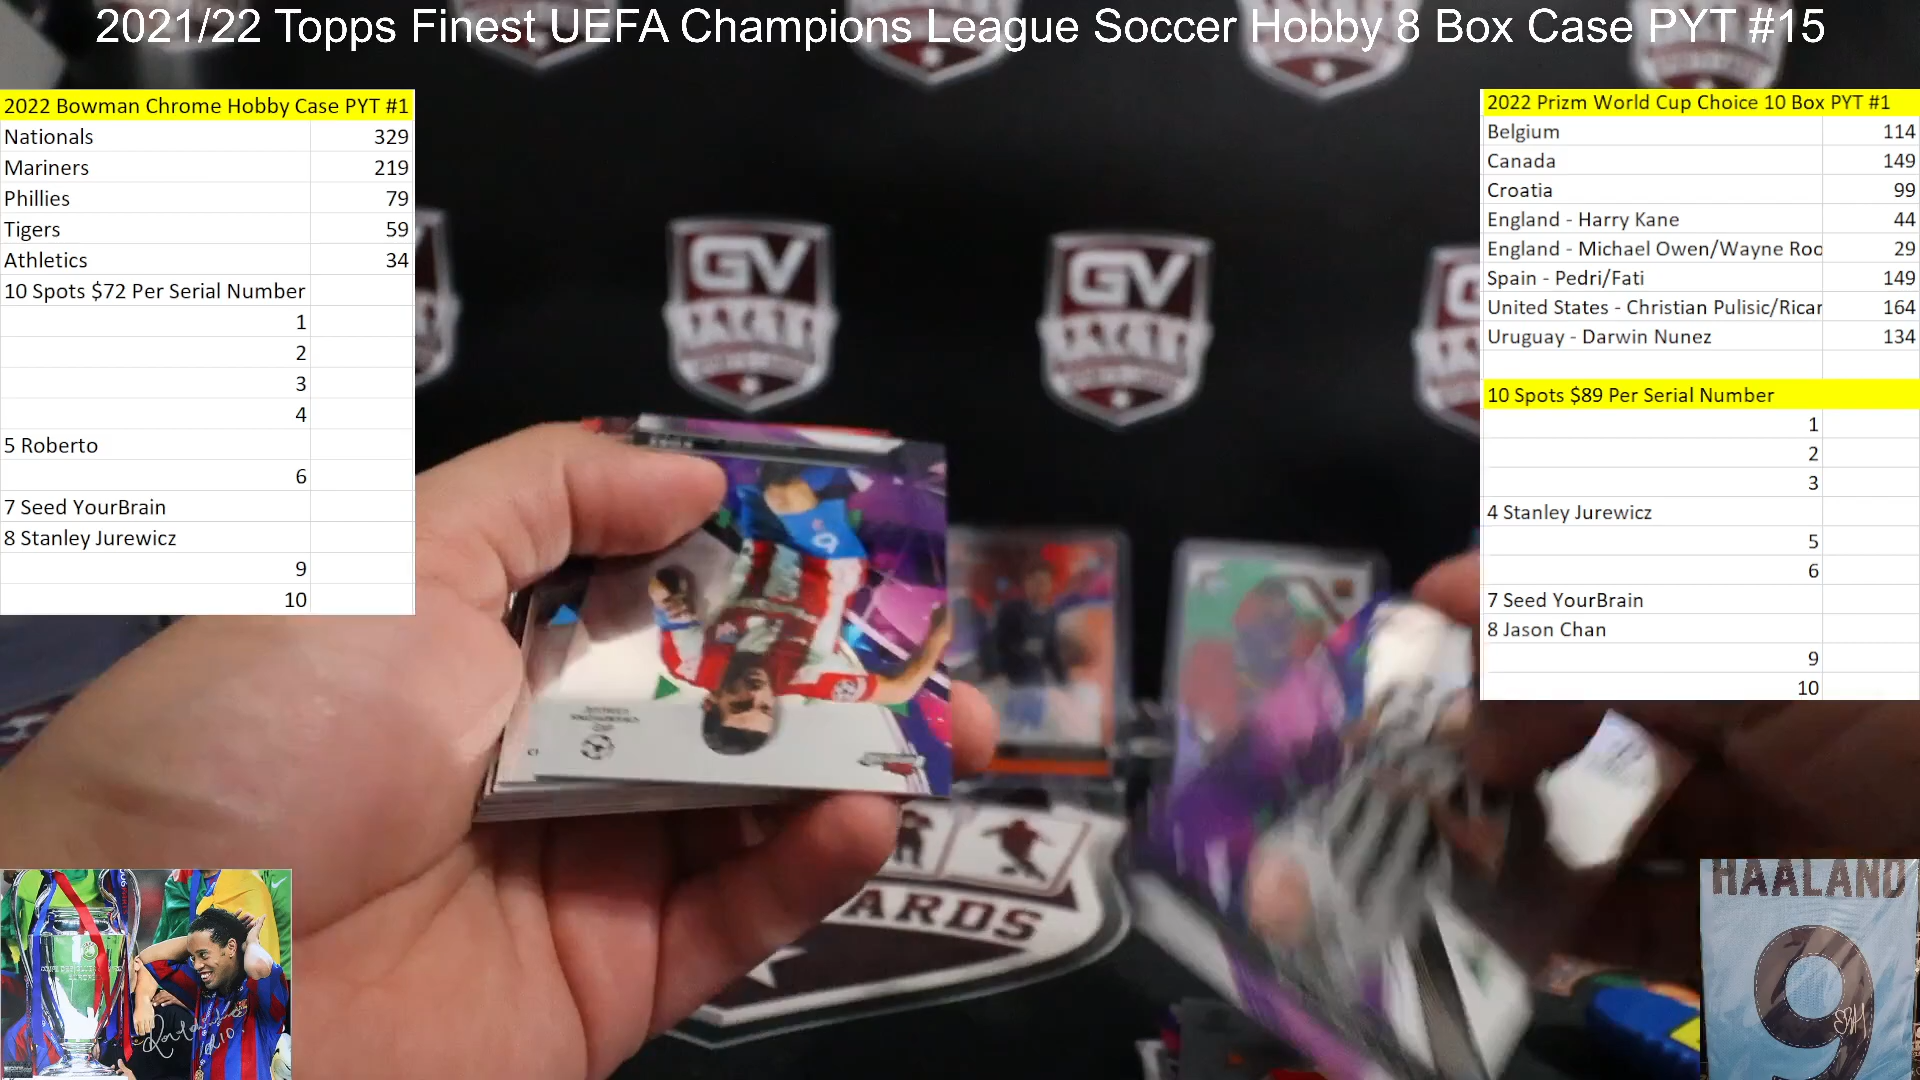 2021/22 Topps Finest UEFA Champions League Soccer Hobby 8 Box Case PYT #15
2022 Bowman Chrome Hobby Case PYT #1
Nationals 329
Mariners 219
Phillies 79
Tigers 59
Athletics 34
10 Spots $72 Per Serial Number
1
2
3
4
5 Roberto
6
7 Seed YourBrain
8 Stanley Jurewicz
9
10
2022 Prizm World Cup Choice 10 Box PYT #1
Belgium 114
Canada 149
Croatia 99
England - Harry Kane 44
England - Michael Owen/Wayne Roo 29
Spain - Pedri/Fati 149
United States - Christian Pulisic/Ricar 164
Uruguay - Darwin Nunez 134
10 Spots $89 Per Serial Number
1
2
3
4 Stanley Jurewicz
5
6
7 Seed YourBrain
8 Jason Chan
9
10
GV
GV
ARDS
HAALAND
9